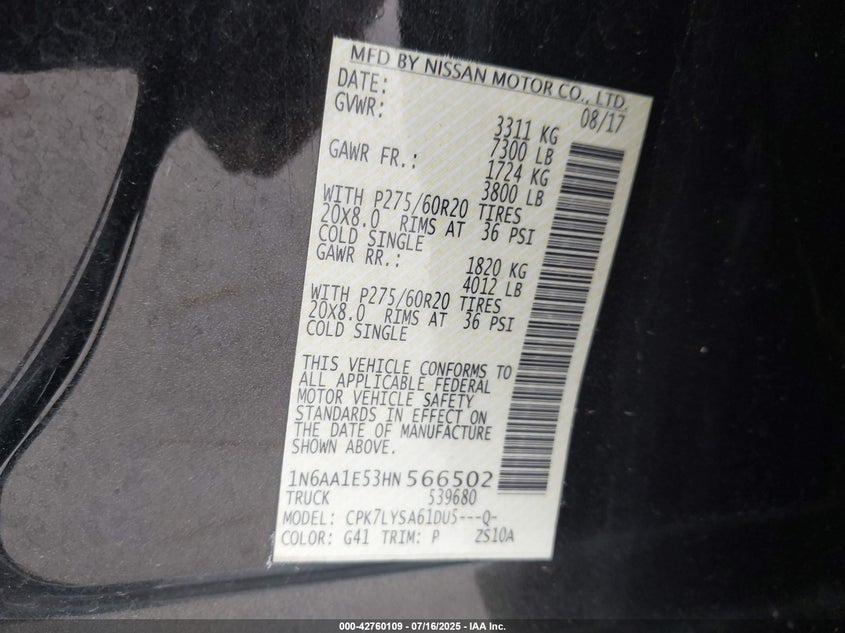 MFD BY NISSAN MOTOR CO., LTD.
DATE: 08/17
GVWR: 3311 KG
7300 LB
GAWR FR.: 1724 KG
3800 LB
WITH P275/60R20 TIRES
20X8.0 RIMS AT 36 PSI
COLD SINGLE
GAWR RR.: 1820 KG
4012 LB
WITH P275/60R20 TIRES
20X8.0 RIMS AT 36 PSI
COLD SINGLE
THIS VEHICLE CONFORMS TO
ALL APPLICABLE FEDERAL
MOTOR VEHICLE SAFETY
STANDARDS IN EFFECT ON
THE DATE OF MANUFACTURE
SHOWN ABOVE.
1N6AA1E53HN 566502
TRUCK 539680
MODEL: CPK7LYSA61DU5---Q-
COLOR: G41 TRIM: P ZS10A
000-42760109 - 07/16/2025 - IAA Inc.